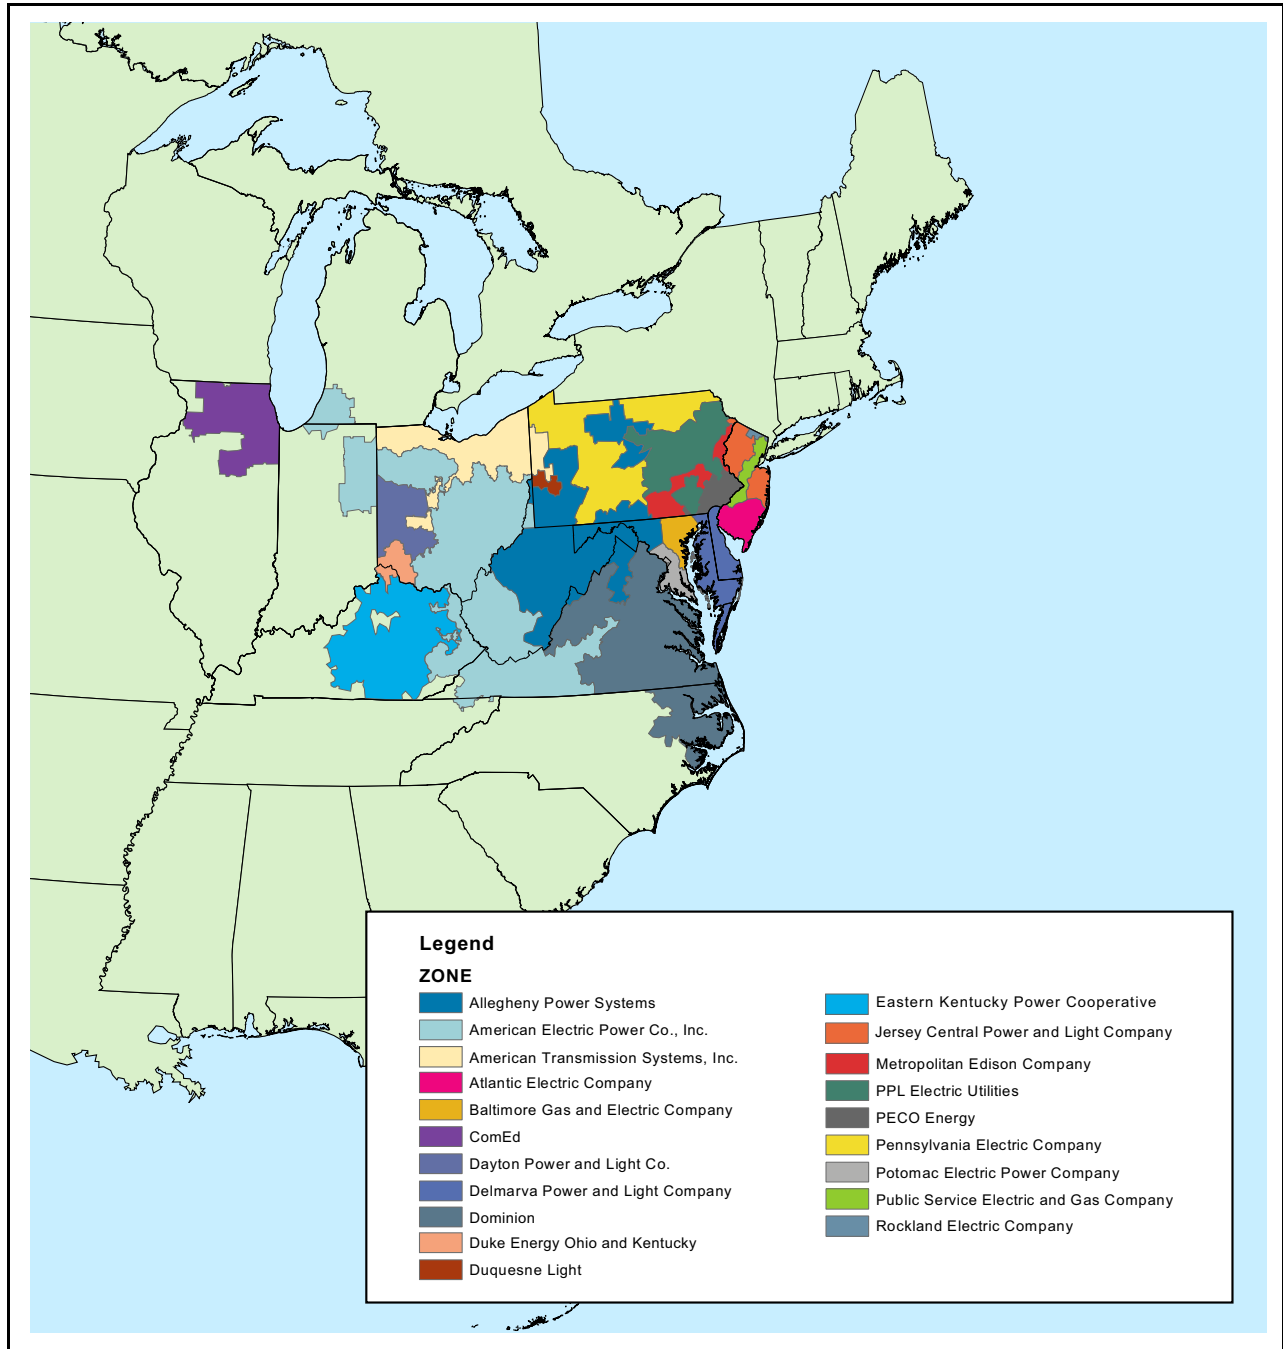 Legend
ZONE
Allegheny Power Systems
American Electric Power Co., Inc.
American Transmission Systems, Inc.
Atlantic Electric Company
Baltimore Gas and Electric Company
ComEd
Dayton Power and Light Co.
Delmarva Power and Light Company
Dominion
Duke Energy Ohio and Kentucky
Duquesne Light
Eastern Kentucky Power Cooperative
Jersey Central Power and Light Company
Metropolitan Edison Company
PPL Electric Utilities
PECO Energy
Pennsylvania Electric Company
Potomac Electric Power Company
Public Service Electric and Gas Company
Rockland Electric Company